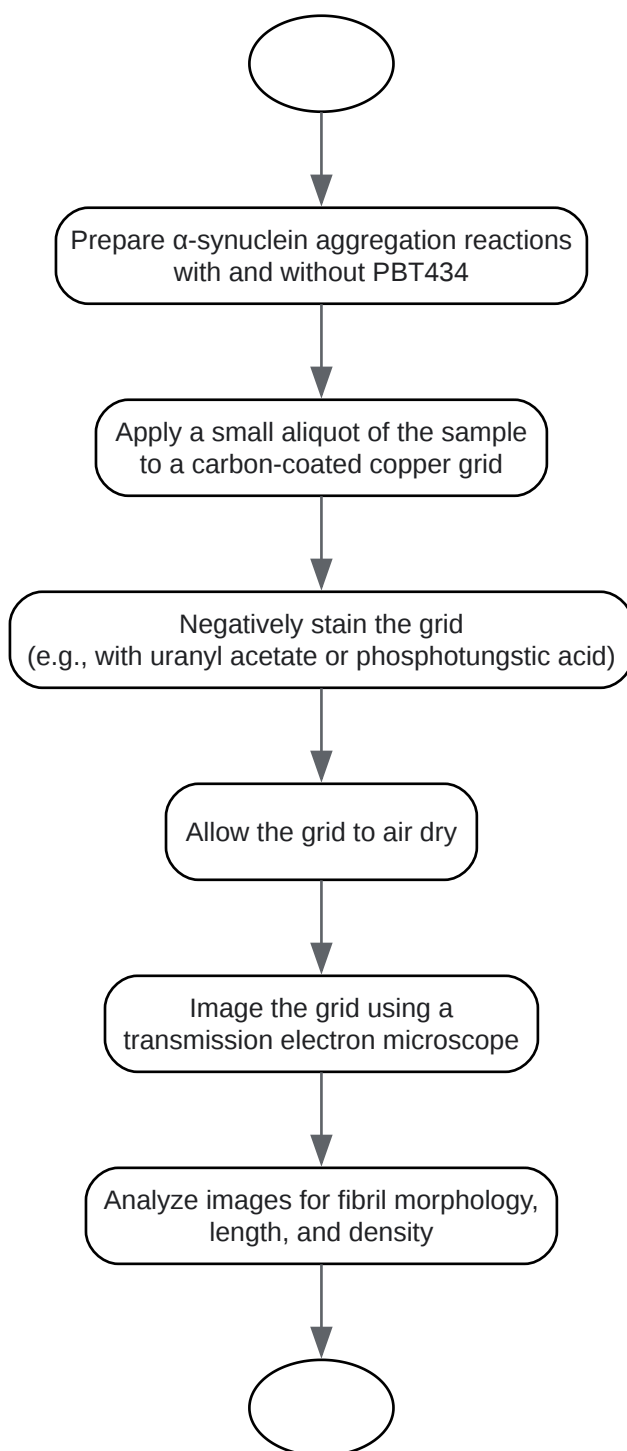 Prepare α-synuclein aggregation reactions
with and without PBT434
Apply a small aliquot of the sample
to a carbon-coated copper grid
Negatively stain the grid
(e.g., with uranyl acetate or phosphotungstic acid)
Allow the grid to air dry
Image the grid using a
transmission electron microscope
Analyze images for fibril morphology,
length, and density